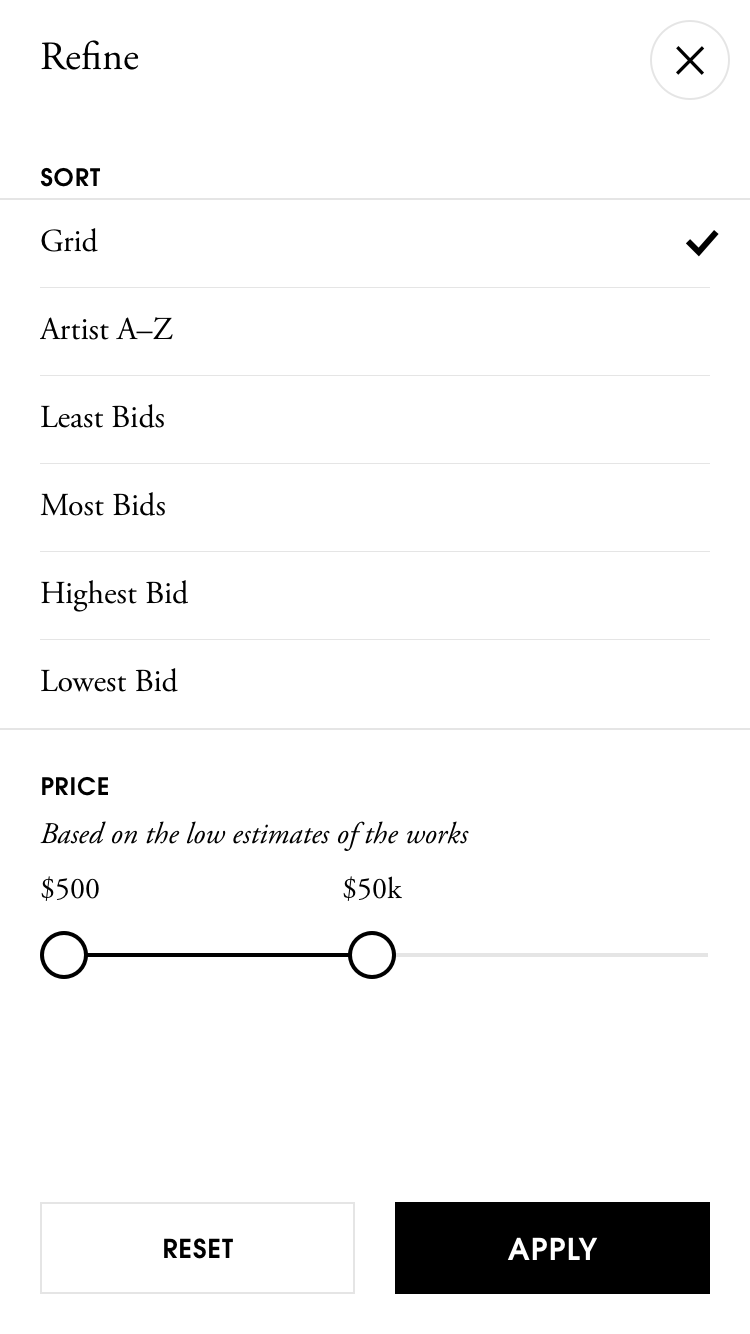 Refine
SORT
Grid
Artist A–Z
Least Bids
Most Bids
Highest Bid
Lowest Bid
PRICE
Based on the low estimates of the works
$500 $50k
RESET APPLY